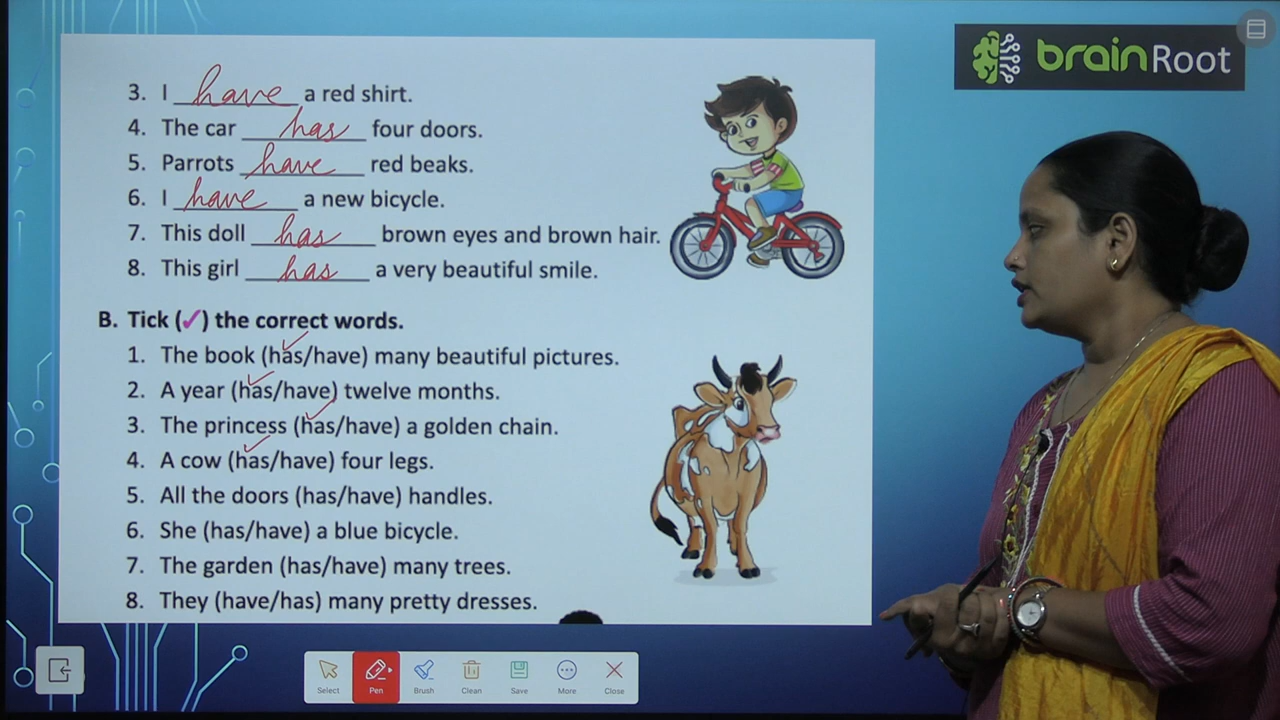 brainRoot
3. I have a red shirt.
4. The car has four doors.
5. Parrots have red beaks.
6. I have a new bicycle.
7. This doll has brown eyes and brown hair.
8. This girl has a very beautiful smile.
B. Tick (✓) the correct words.
1. The book (has/have) many beautiful pictures.
2. A year (has/have) twelve months.
3. The princess (has/have) a golden chain.
4. A cow (has/have) four legs.
5. All the doors (has/have) handles.
6. She (has/have) a blue bicycle.
7. The garden (has/have) many trees.
8. They (have/has) many pretty dresses.
Select Pen Brush Clean Save More Close